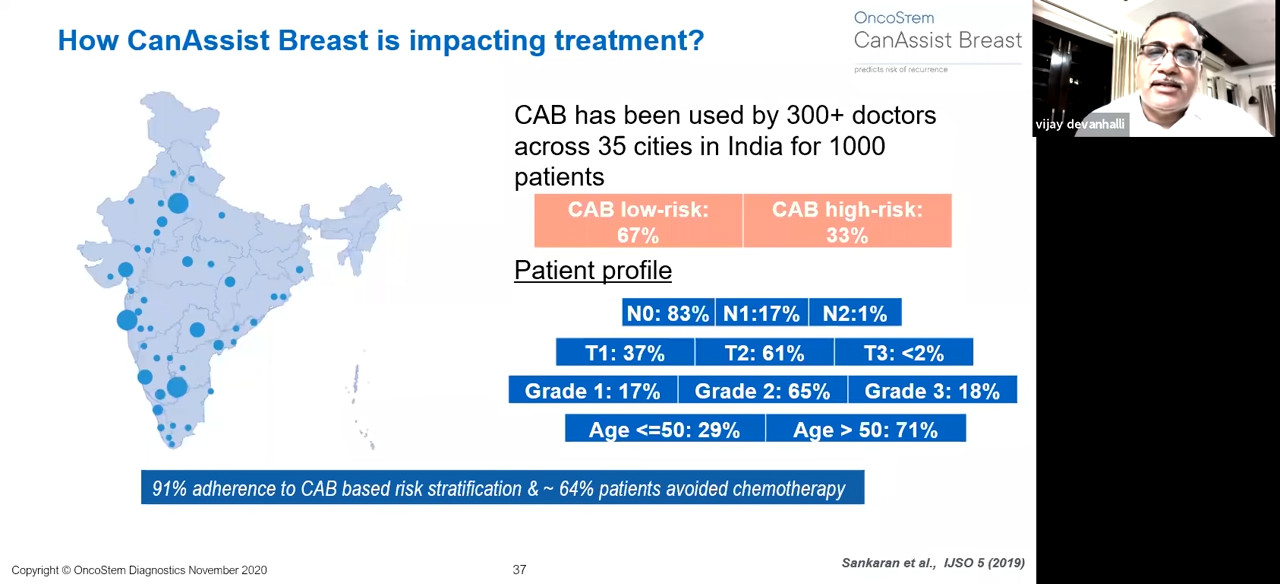 How CanAssist Breast is impacting treatment?
OncoSTem
CanAssist Breast
predicts risk of recurrence
vijay devanhalli
CAB has been used by 300+ doctors
across 35 cities in India for 1000
patients
CAB low-risk: CAB high-risk:
67% 33%
Patient profile
N0: 83% N1:17% N2:1%
T1: 37% T2: 61% T3: <2%
Grade 1: 17% Grade 2: 65% Grade 3: 18%
Age <=50: 29% Age > 50: 71%
91% adherence to CAB based risk stratification & ~ 64% patients avoided chemotherapy
Sankaran et al., IJSO 5 (2019)
Copyright © OncoStem Diagnostics November 2020 37